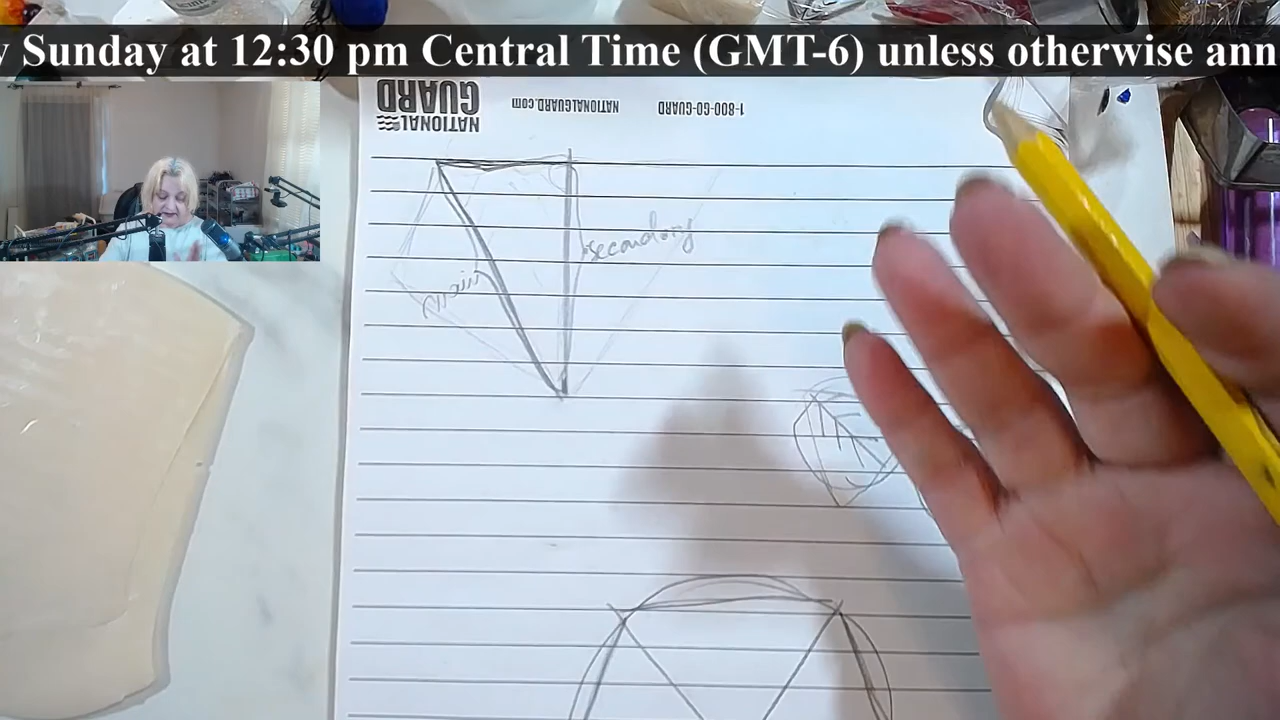 y Sunday at 12:30 pm Central Time (GMT-6) unless otherwise ann
NATIONAL GUARD
NATIONALGUARD.com
1-800-GO-GUARD
secondary
main